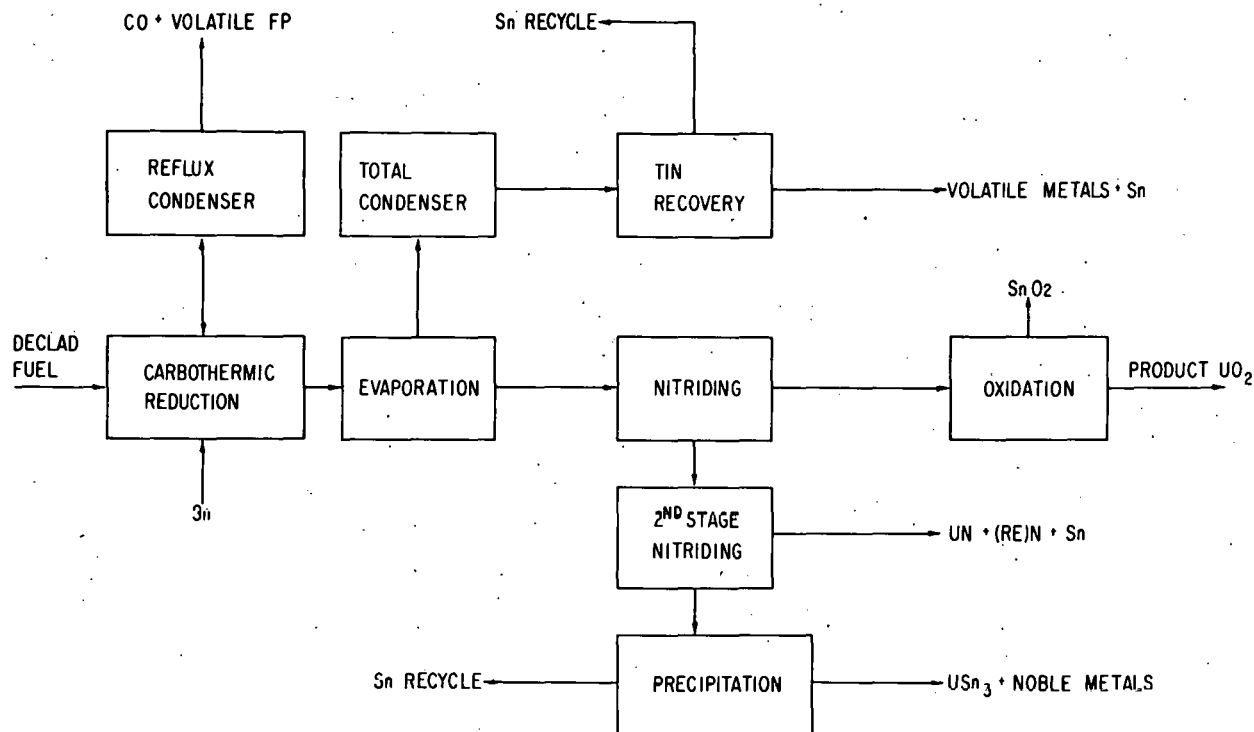 CO + VOLATILE FP
Sn RECYCLE
REFLUX
CONDENSER
TOTAL
CONDENSER
TIN
RECOVERY
VOLATILE METALS + Sn
SnO2
DECLAD
FUEL
CARBOTHERMIC
REDUCTION
EVAPORATION
NITRIDING
OXIDATION
PRODUCT UO2
2ND STAGE
NITRIDING
UN + (RE)N + Sn
Sn RECYCLE
PRECIPITATION
USn3 + NOBLE METALS